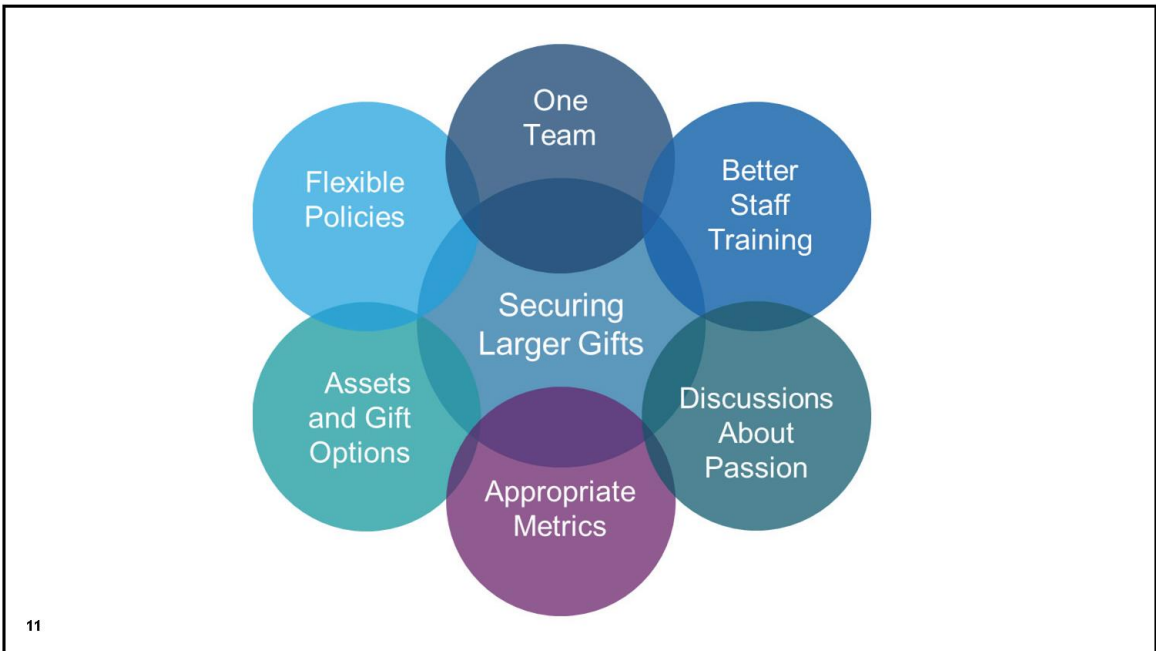 One
Team
Better
Staff
Training
Flexible
Policies
Securing
Larger Gifts
Assets
and Gift
Options
Discussions
About
Passion
Appropriate
Metrics
11